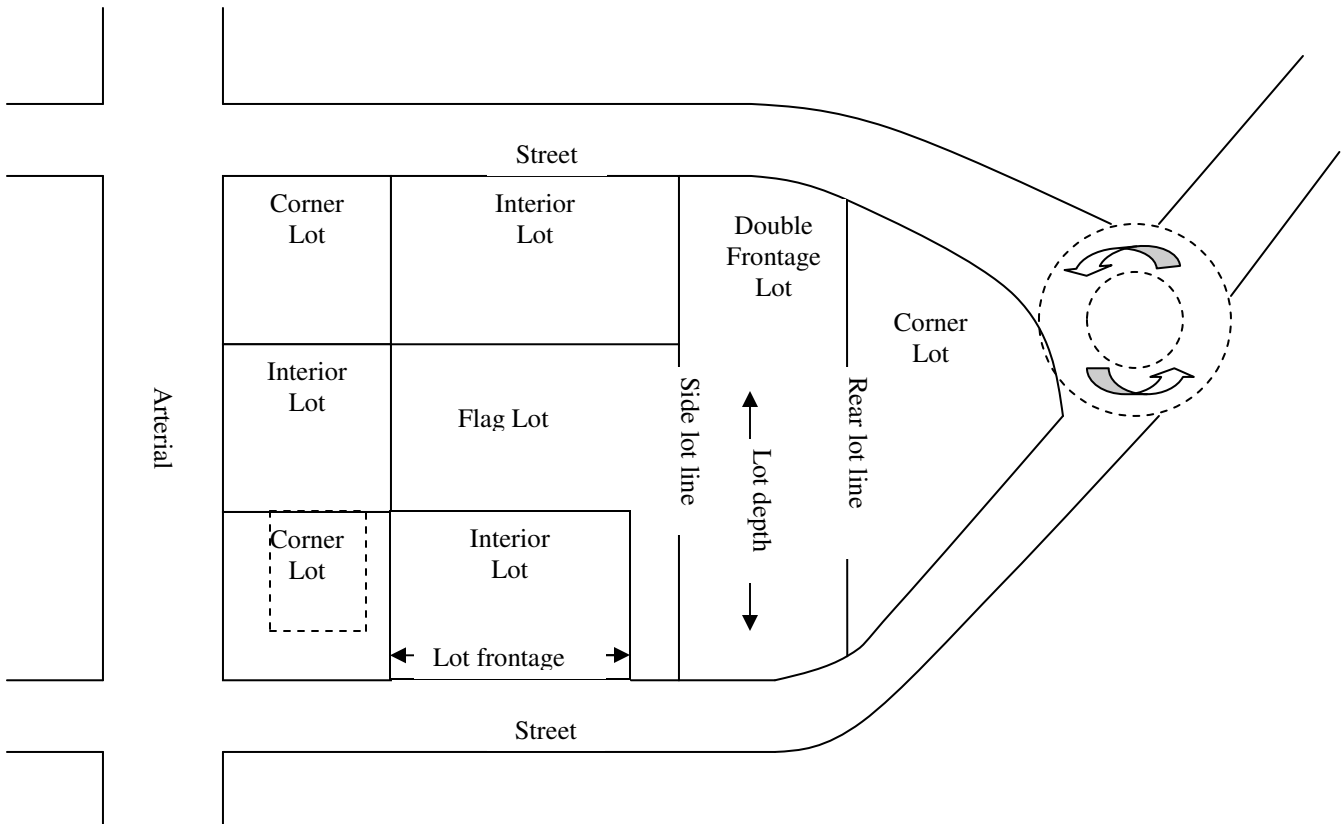 Street
Corner
Lot
Interior
Lot
Double
Frontage
Lot
Corner
Lot
Interior
Lot
Flag Lot
Arterial
Side lot line
Lot depth
Rear lot line
Corner
Lot
Interior
Lot
Lot frontage
Street